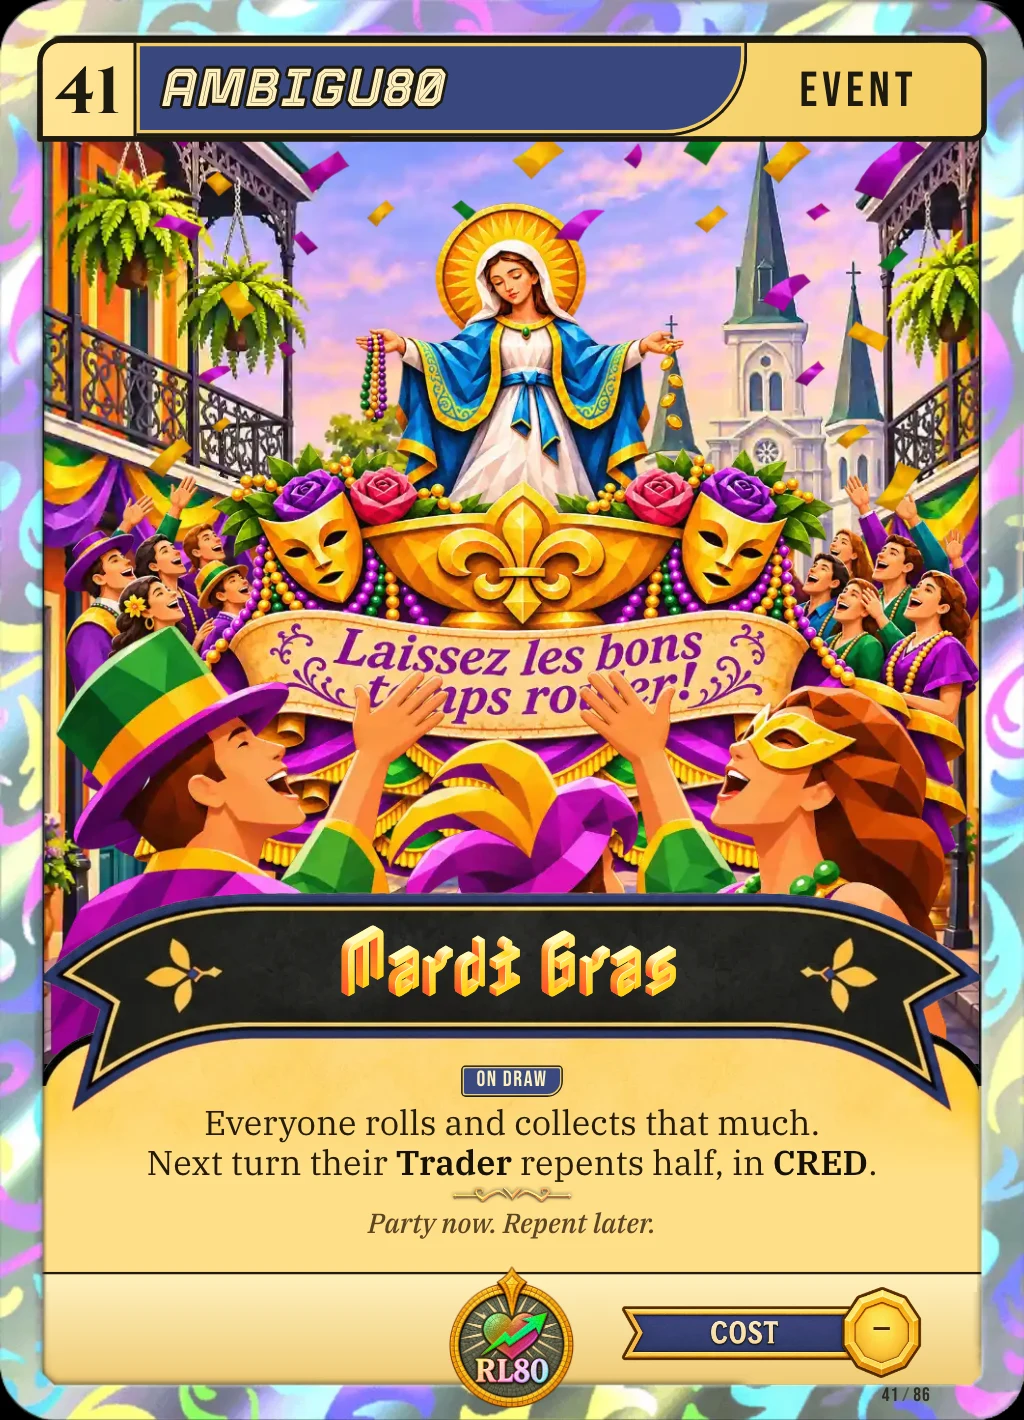 41
AMBIGU80
EVENT
Laissez les bons
!
Mardi Gras
ON DRAW
Everyone rolls and collects that much.
Next turn their Trader repents half, in CRED.
Party now. Repent later.
RL80
COST
–
41 / 86